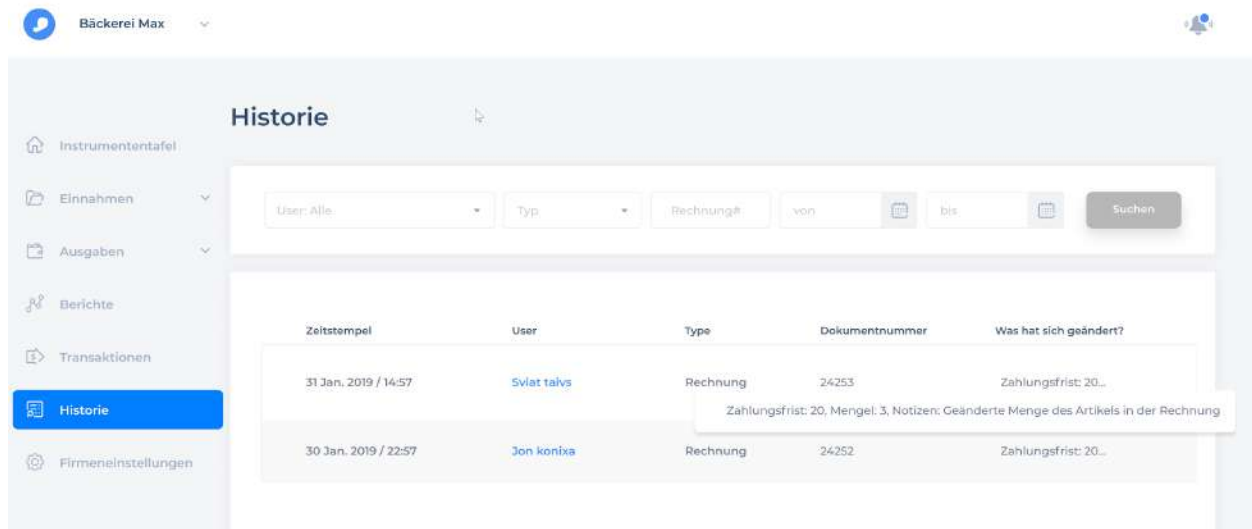 Bäckerei Max
Historie
Instrumententafel
Einnahmen
Ausgaben
Berichte
Transaktionen
Historie
Firmeneinstellungen
User: Alle Typ Rechnung# von bis Suchen
Zeitstempel User Type Dokumentnummer Was hat sich geändert?
31 Jan. 2019 / 14:57 Sviat taivs Rechnung 24253 Zahlungsfrist: 20...
Zahlungsfrist: 20, Mengel: 3, Notizen: Geänderte Menge des Artikels in der Rechnung
30 Jan. 2019 / 22:57 Jon konixa Rechnung 24252 Zahlungsfrist: 20...